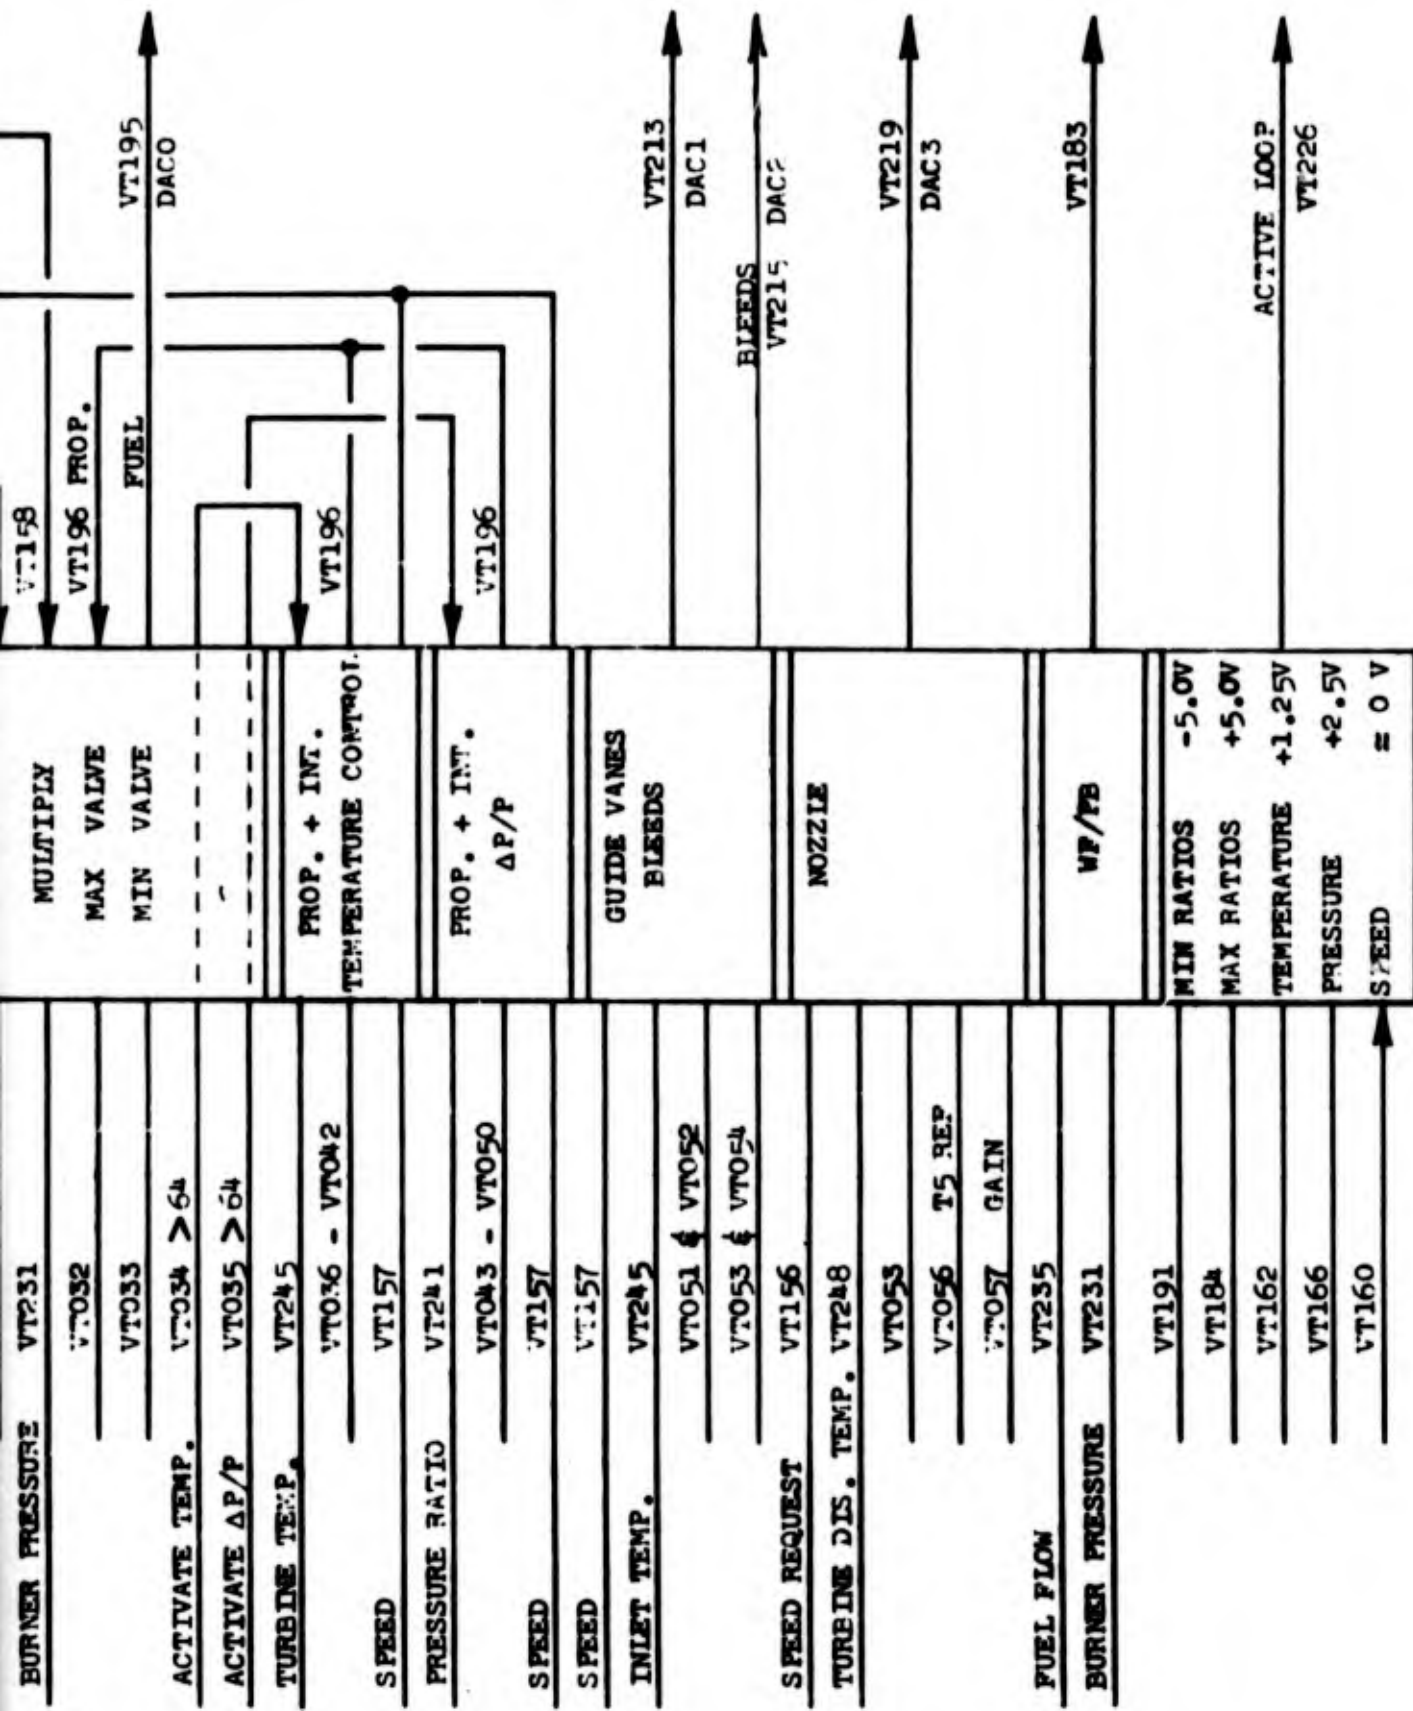 BURNER PRESSURE VT231
VT032
VT033
ACTIVATE TEMP. VT034 >64
ACTIVATE ΔP/P VT035 >64
TURBINE TEMP. VT245
VT036 - VT042
SPEED VT157
PRESSURE RATIO VT241
VT043 - VT050
SPEED VT157
SPEED VT157
INLET TEMP. VT245
VT051 & VT052
VT053 & VT054
SPEED REQUEST VT156
TURBINE DIS. TEMP. VT248
VT053
VT056 T5 REF
VT057 GAIN
FUEL FLOW VT235
BURNER PRESSURE VT231
VT191
VT184
VT162
VT166
VT160
MULTIPLY
MAX VALVE
MIN VALVE
PROP. + INT.
TEMPERATURE CONTROL
PROP. + INT.
ΔP/P
GUIDE VANES
BLEEDS
NOZZLE
WF/PB
MIN RATIOS -5.0V
MAX RATIOS +5.0V
TEMPERATURE +1.25V
PRESSURE +2.5V
SPEED ≅ 0 V
VT158
VT196 PROP.
FUEL
VT195
DAC0
VT196
VT196
VT213
DAC1
BLEEDS
VT215 DAC2
VT219
DAC3
VT183
ACTIVE LOOP
VT226